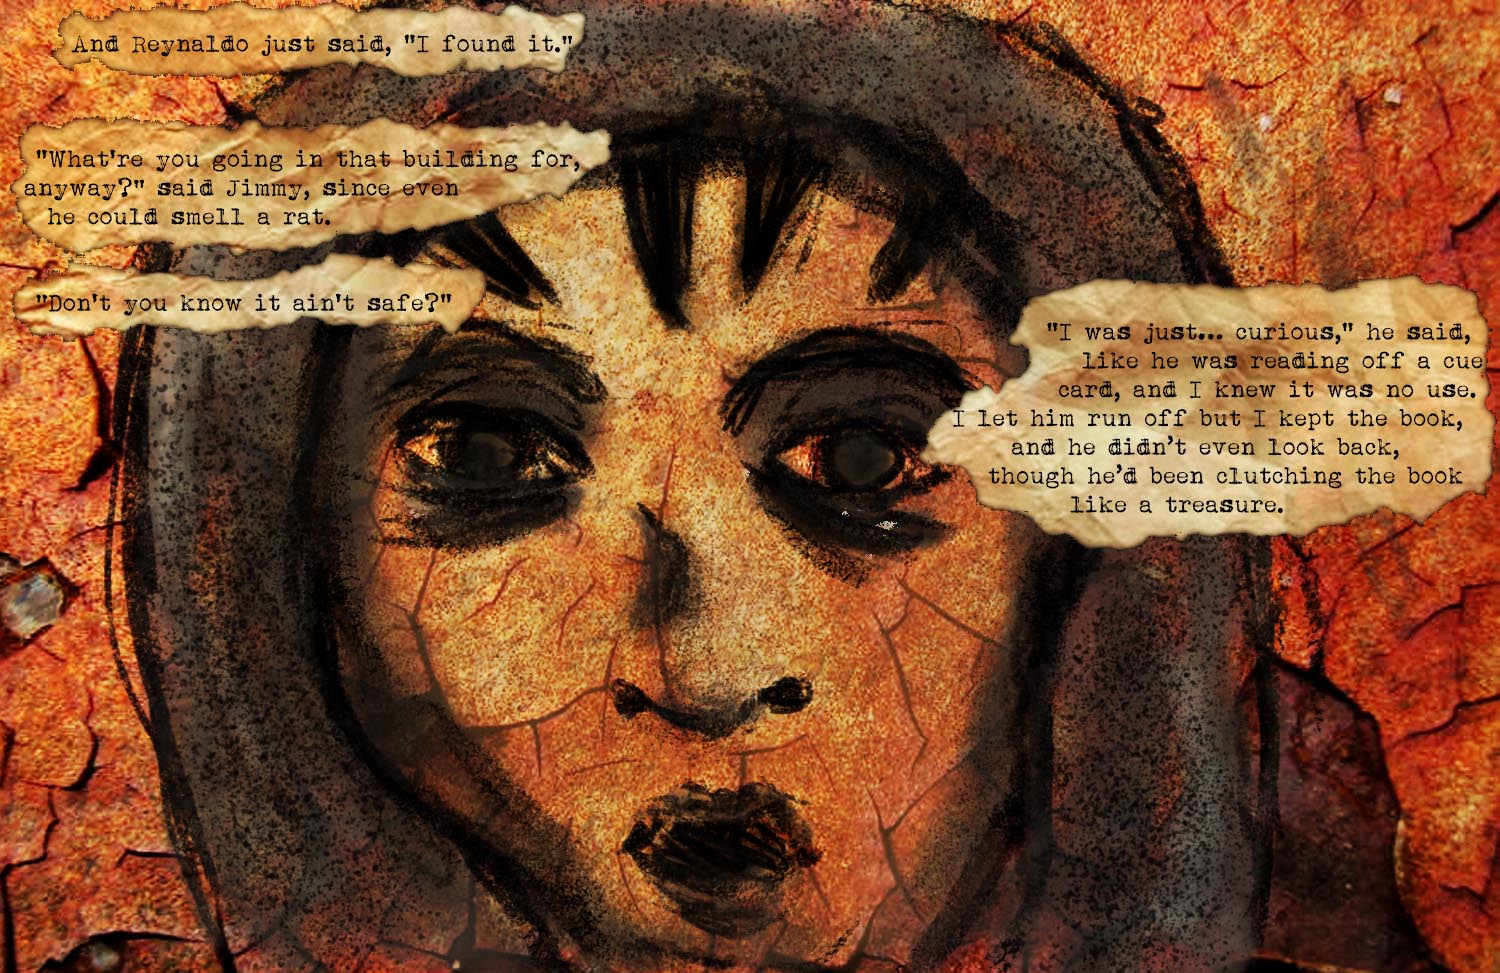 And Reynaldo just said, "I found it."
"What're you going in that building for,
anyway?" said Jimmy, since even
he could smell a rat.
"Don't you know it ain't safe?"
"I was just... curious," he said,
like he was reading off a cue
card, and I knew it was no use.
I let him run off but I kept the book,
and he didn't even look back,
though he'd been clutching the book
like a treasure.